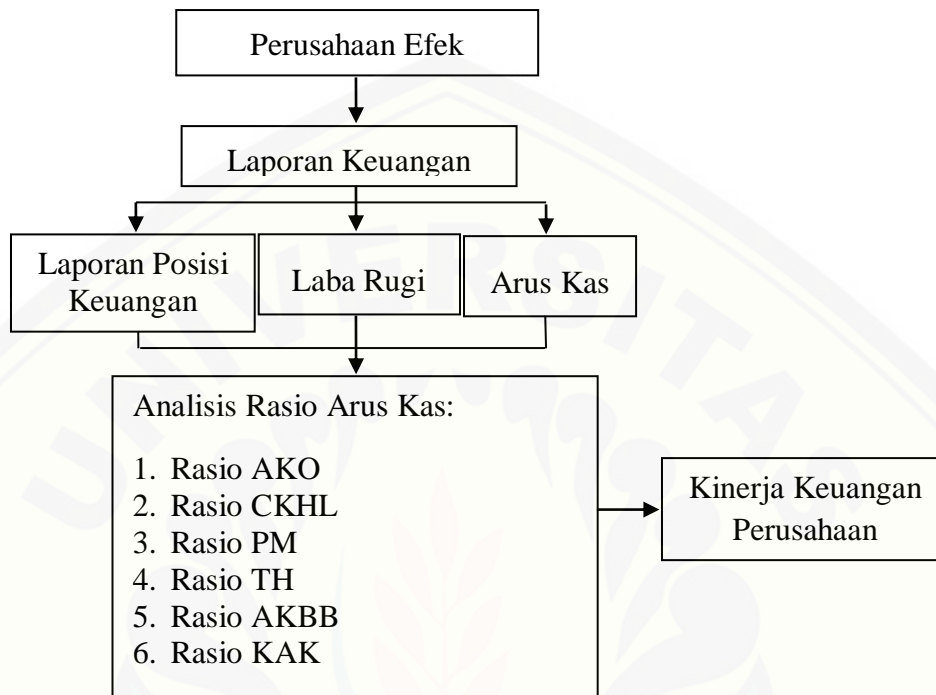 Perusahaan Efek
Laporan Keuangan
Laporan Posisi
Keuangan
Laba Rugi
Arus Kas
UNIVERSITAS
Analisis Rasio Arus Kas:
1. Rasio AKO
2. Rasio CKHL
3. Rasio PM
4. Rasio TH
5. Rasio AKBB
6. Rasio KAK
Kinerja Keuangan
Perusahaan